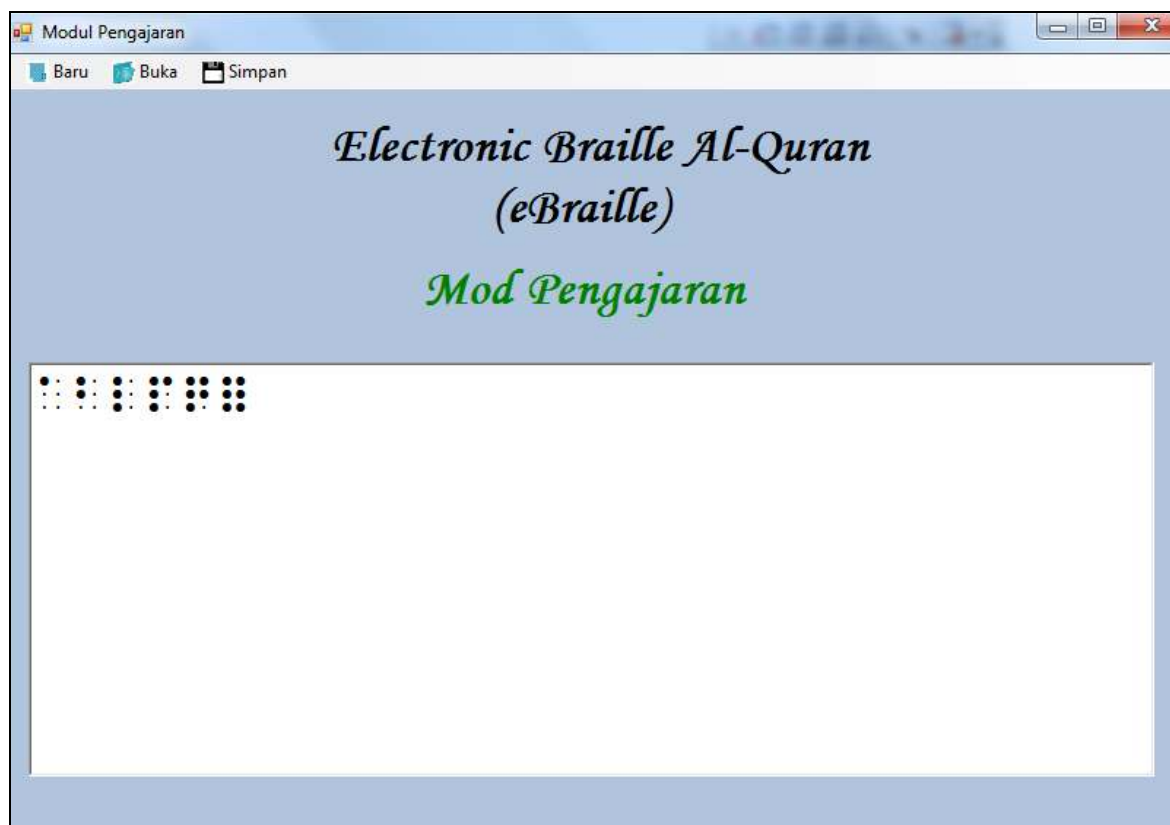 Modul Pengajaran
Baru Buka Simpan
Electronic Braille Al-Quran
(eBraille)
Mod Pengajaran
⠁⠃⠇⠏⠟⠿